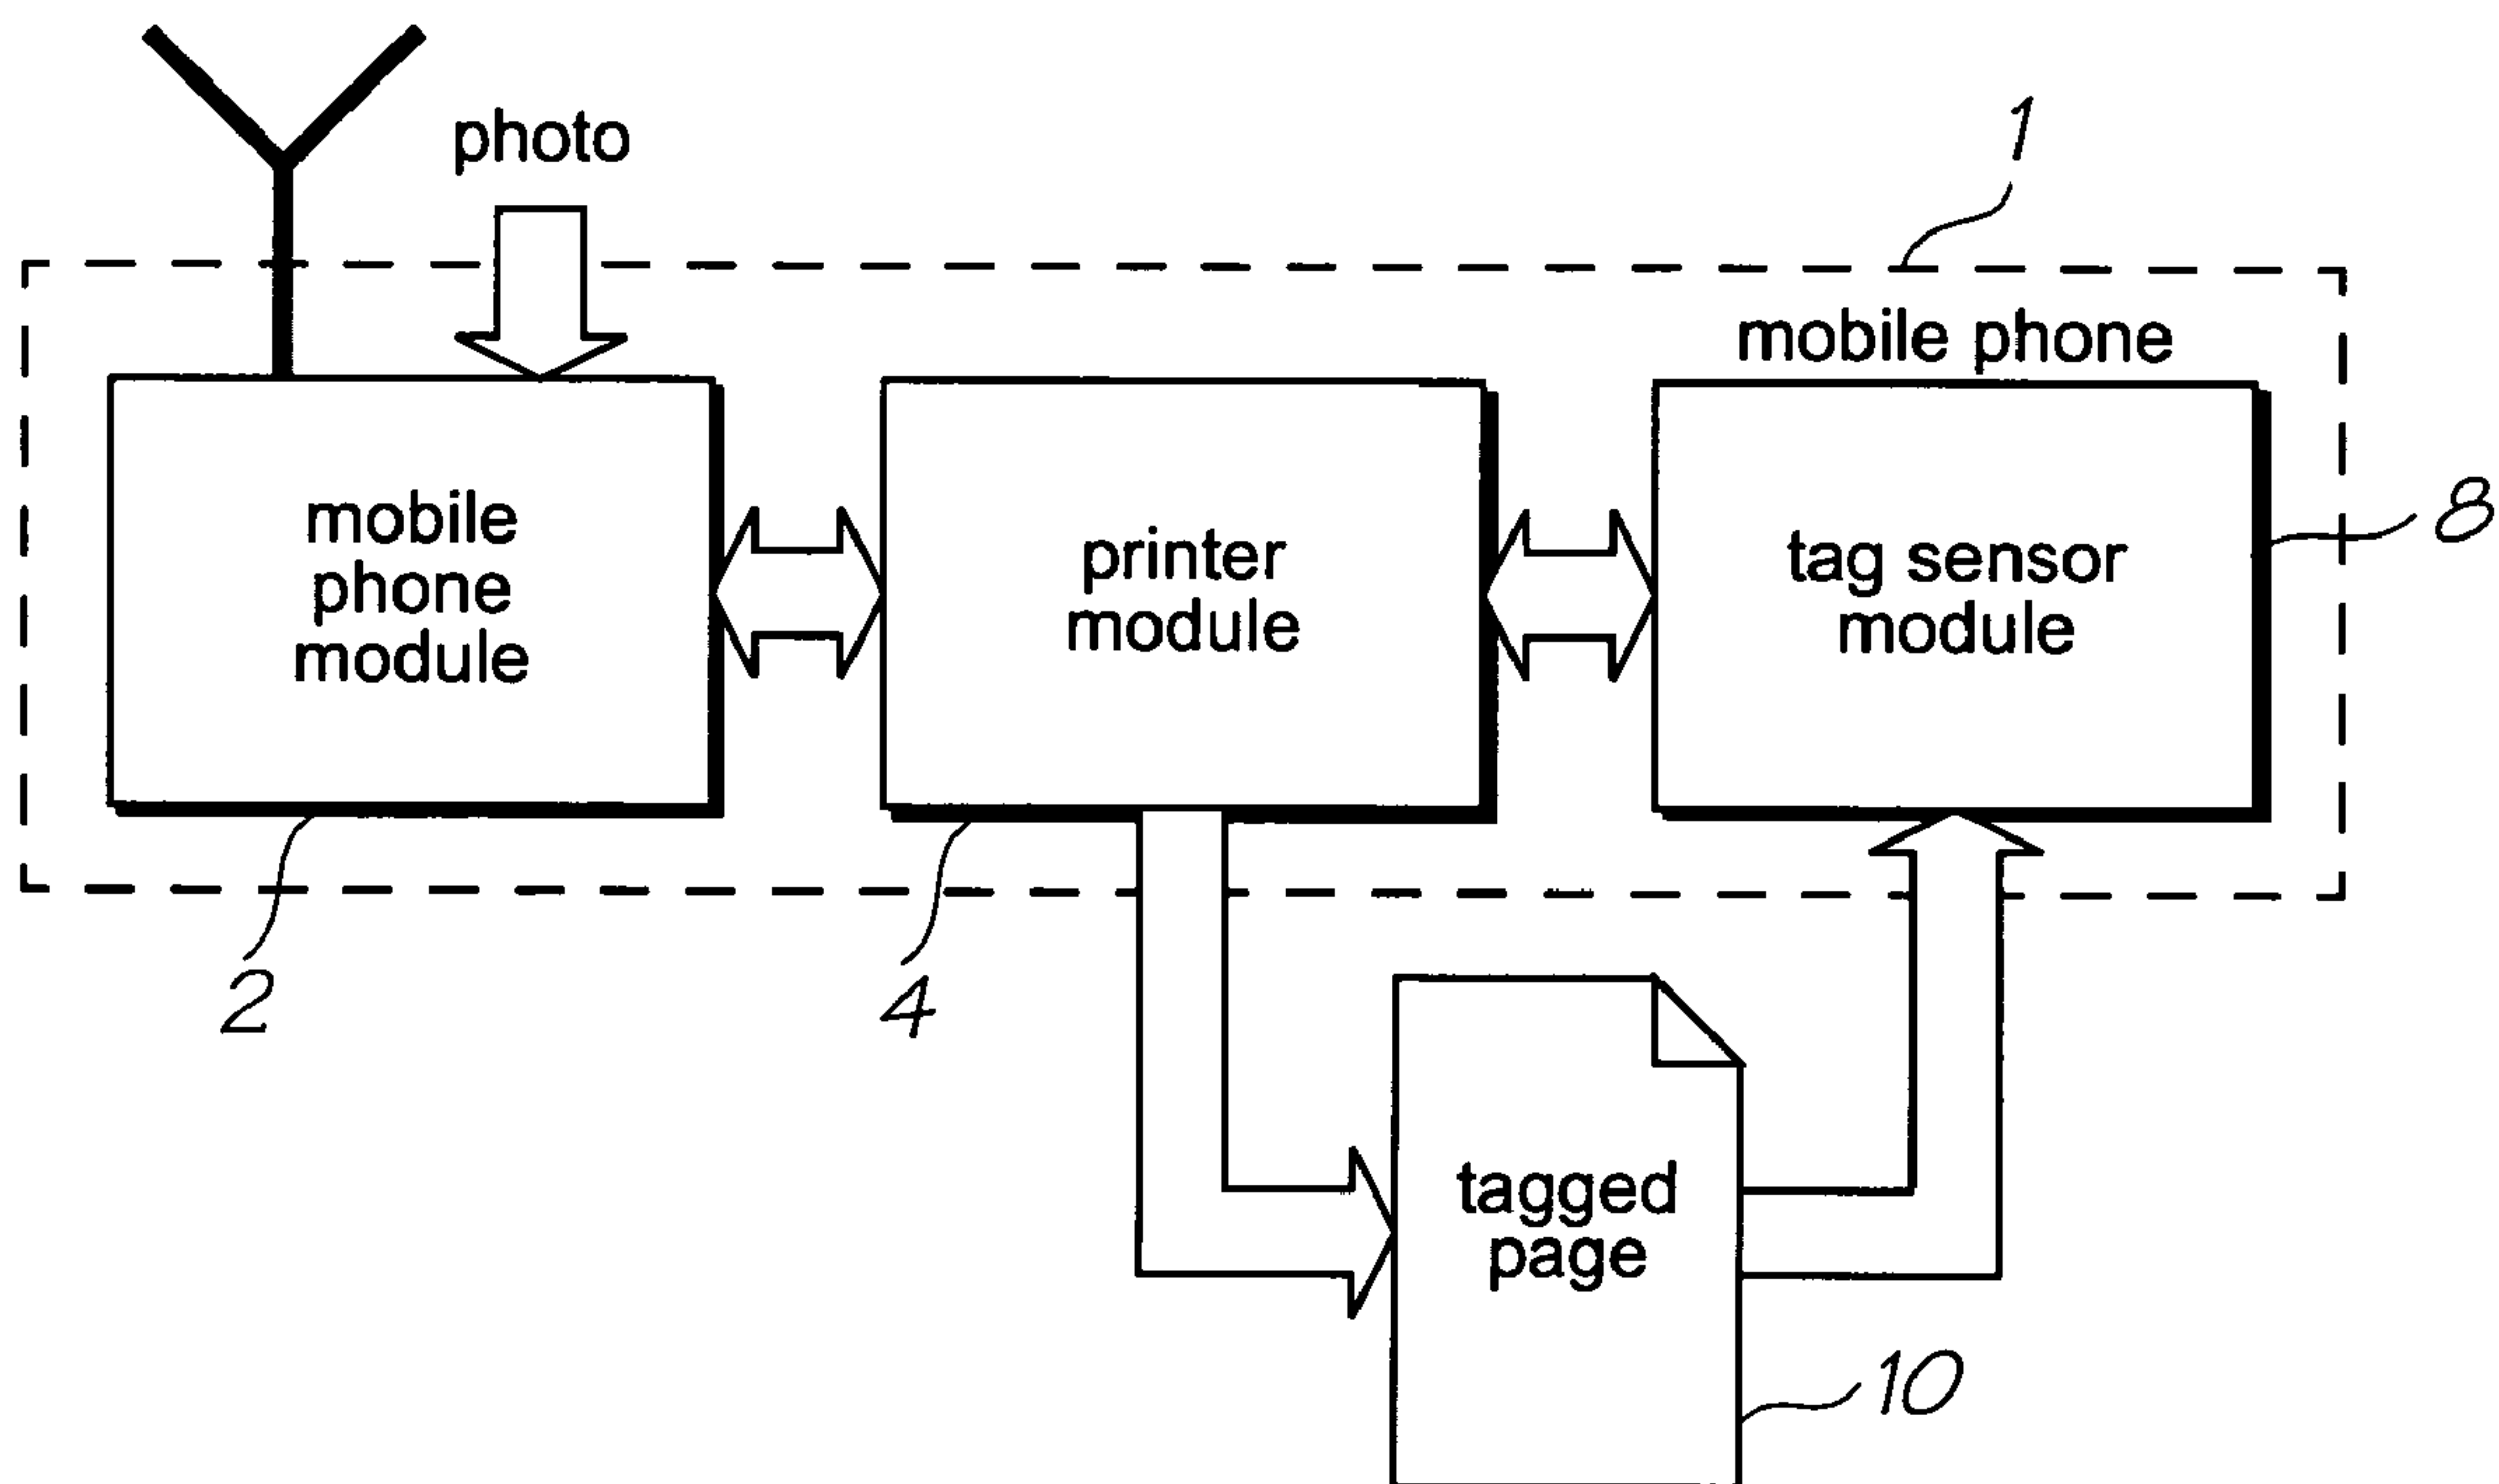 photo
1
mobile phone
mobile
phone
module
printer
module
tag sensor
module
8
2
4
tagged
page
10